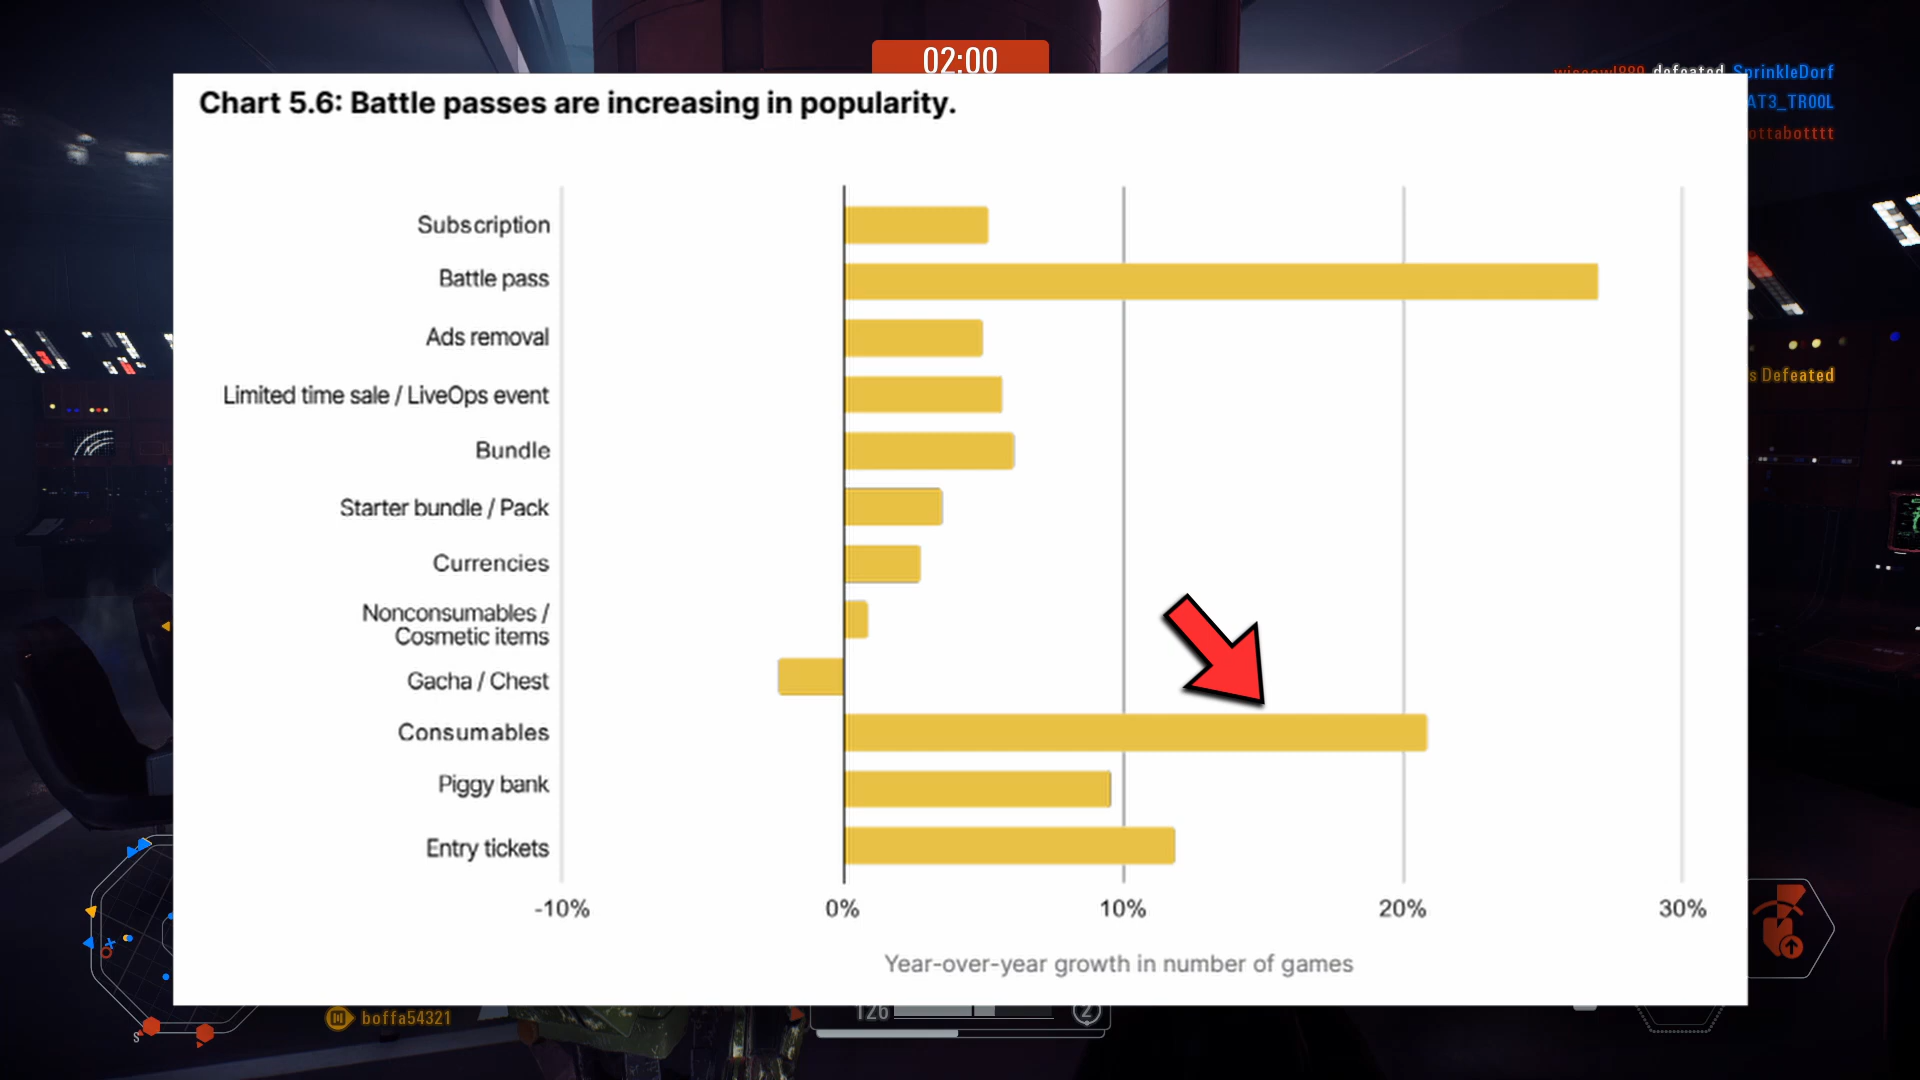 02:00
defeated SprinkleDorf
AT3_TR00L
ottabotttt
Chart 5.6: Battle passes are increasing in popularity.
Subscription
Battle pass
Ads removal
Limited time sale / LiveOps event
s Defeated
Bundle
Starter bundle / Pack
Currencies
Nonconsumables /
Cosmetic items
Gacha / Chest
Consumables
Piggy bank
Entry tickets
-10%
0%
10%
20%
30%
Year-over-year growth in number of games
boffa54321
126
2
S